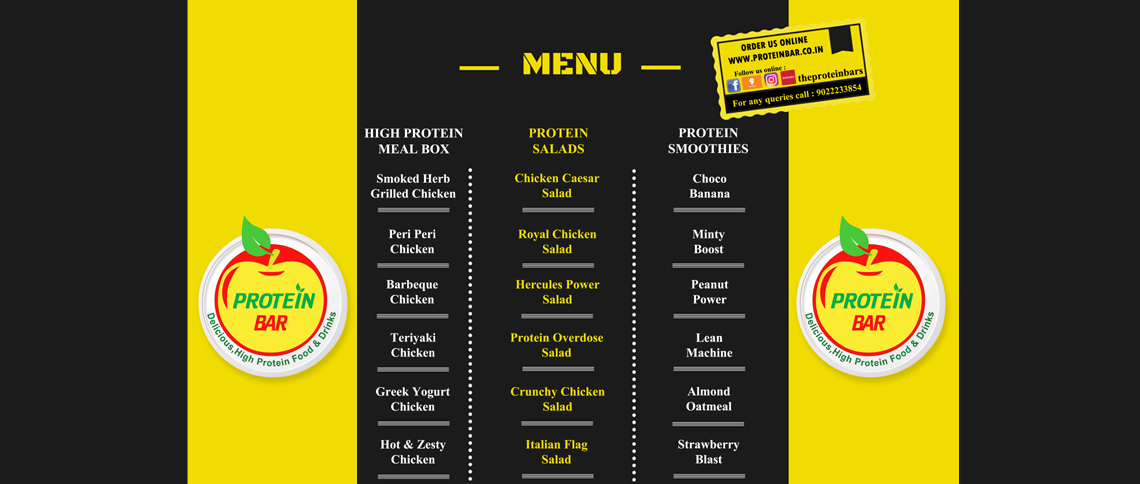 MENU
ORDER US ONLINE
WWW.PROTEINBAR.CO.IN
Follow us online :
theproteinbars
For any queries call : 9022233854
HIGH PROTEIN
MEAL BOX
Smoked Herb
Grilled Chicken
Peri Peri
Chicken
Barbeque
Chicken
Teriyaki
Chicken
Greek Yogurt
Chicken
Hot & Zesty
Chicken
PROTEIN
SALADS
Chicken Caesar
Salad
Royal Chicken
Salad
Hercules Power
Salad
Protein Overdose
Salad
Crunchy Chicken
Salad
Italian Flag
Salad
PROTEIN
SMOOTHIES
Choco
Banana
Minty
Boost
Peanut
Power
Lean
Machine
Almond
Oatmeal
Strawberry
Blast
PROTEIN
BAR
Delicious,High Protein Food & Drinks
PROTEIN
BAR
Delicious,High Protein Food & Drinks